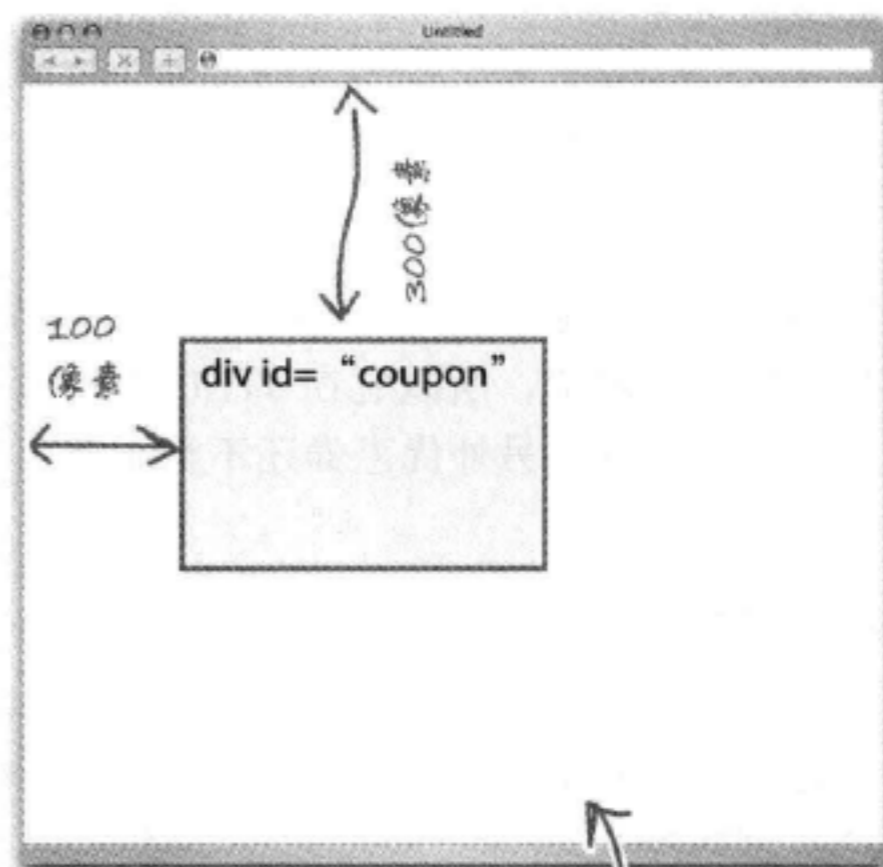 Untitled
300像素
100
像素
div id= “coupon”